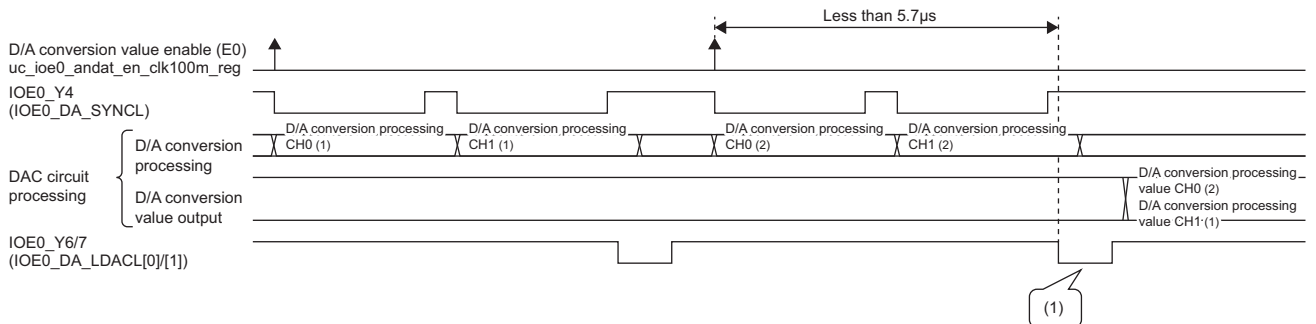 Less than 5.7µs
D/A conversion value enable (E0)
uc_ioe0_andat_en_clk100m_reg
IOE0_Y4
(IOE0_DA_SYNCL)
DAC circuit
processing
D/A conversion
processing
D/A conversion processing
CH0 (1)
D/A conversion processing
CH1 (1)
D/A conversion processing
CH0 (2)
D/A conversion processing
CH1 (2)
D/A conversion
value output
D/A conversion processing
value CH0 (2)
D/A conversion processing
value CH1 (1)
IOE0_Y6/7
(IOE0_DA_LDACL[0]/[1])
(1)